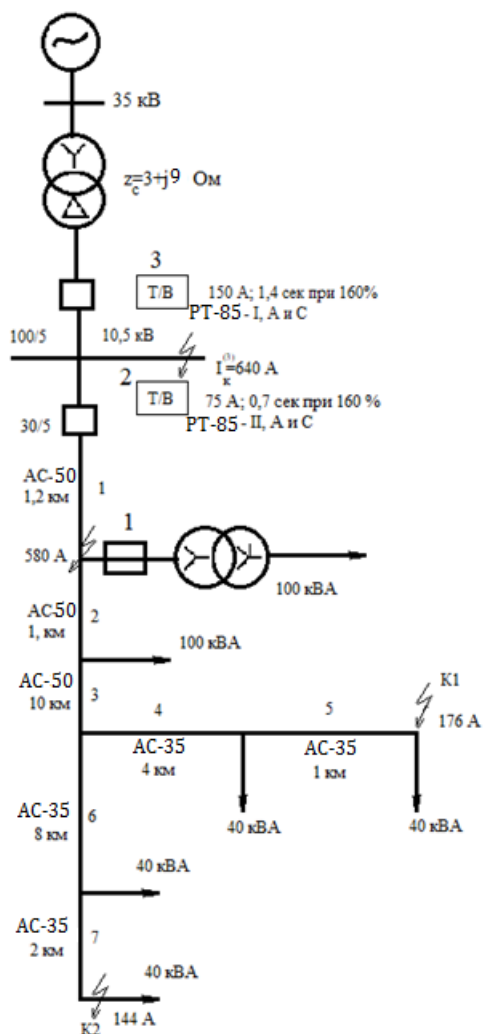 35 кВ
z_c=3+j9 Ом
3
Т/В
150 А; 1,4 сек при 160%
РТ-85 - I, А и С
100/5
10,5 кВ
I_к^(3)=640 А
2
Т/В
75 А; 0,7 сек при 160 %
РТ-85 - II, А и С
30/5
АС-50
1,2 км
1
1
580 А
100 кВА
АС-50
1, км
2
100 кВА
АС-50
10 км
3
4
5
К1
176 А
АС-35
4 км
АС-35
1 км
40 кВА
40 кВА
АС-35
8 км
6
40 кВА
АС-35
2 км
7
40 кВА
К2
144 А